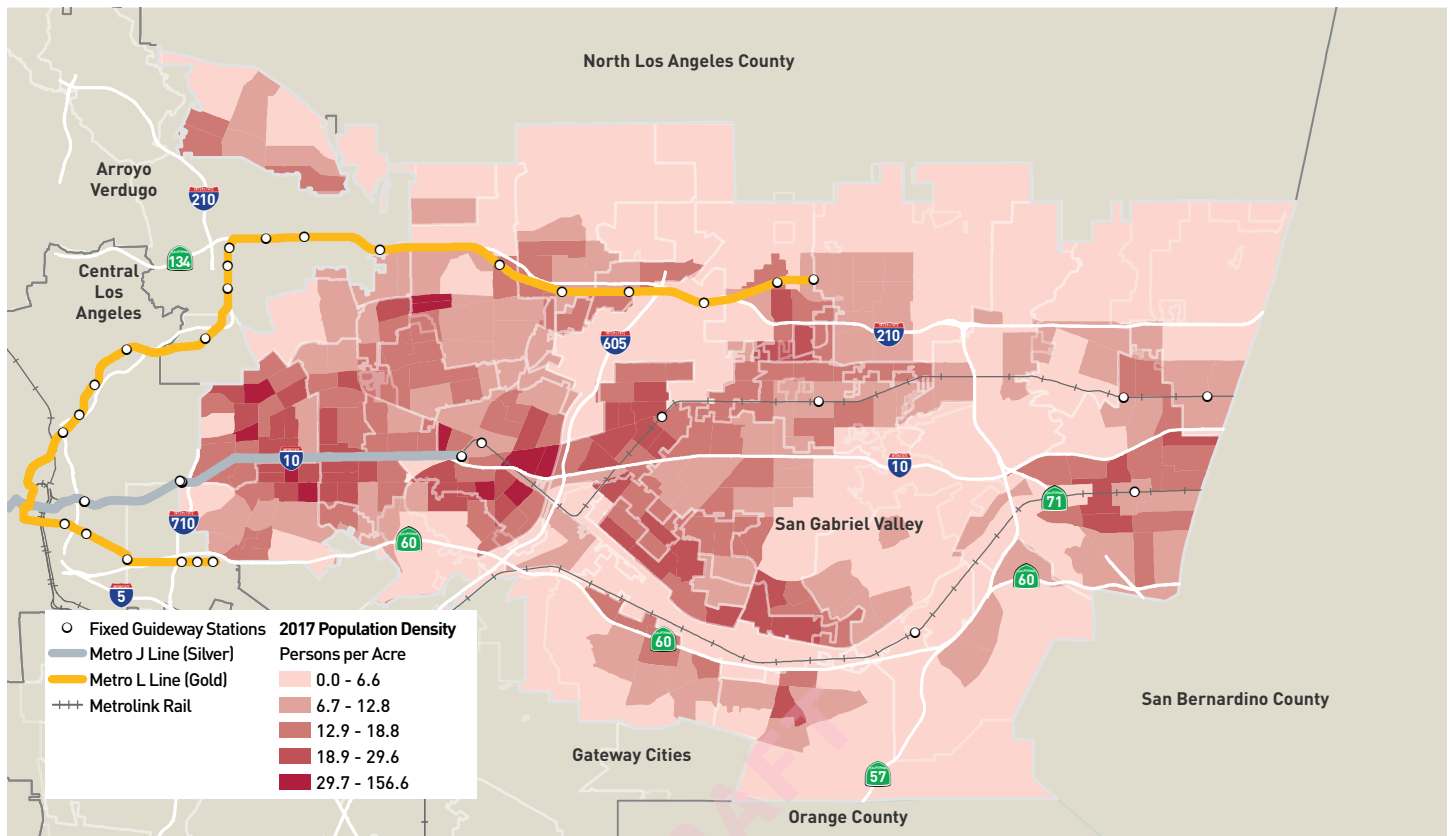 North Los Angeles County
Arroyo
Verdugo
210
134
Central
Los
Angeles
605
210
10
10
71
San Gabriel Valley
710
60
60
5
60
57
San Bernardino County
Gateway Cities
Orange County
Fixed Guideway Stations
Metro J Line (Silver)
Metro L Line (Gold)
Metrolink Rail
2017 Population Density
Persons per Acre
0.0 - 6.6
6.7 - 12.8
12.9 - 18.8
18.9 - 29.6
29.7 - 156.6